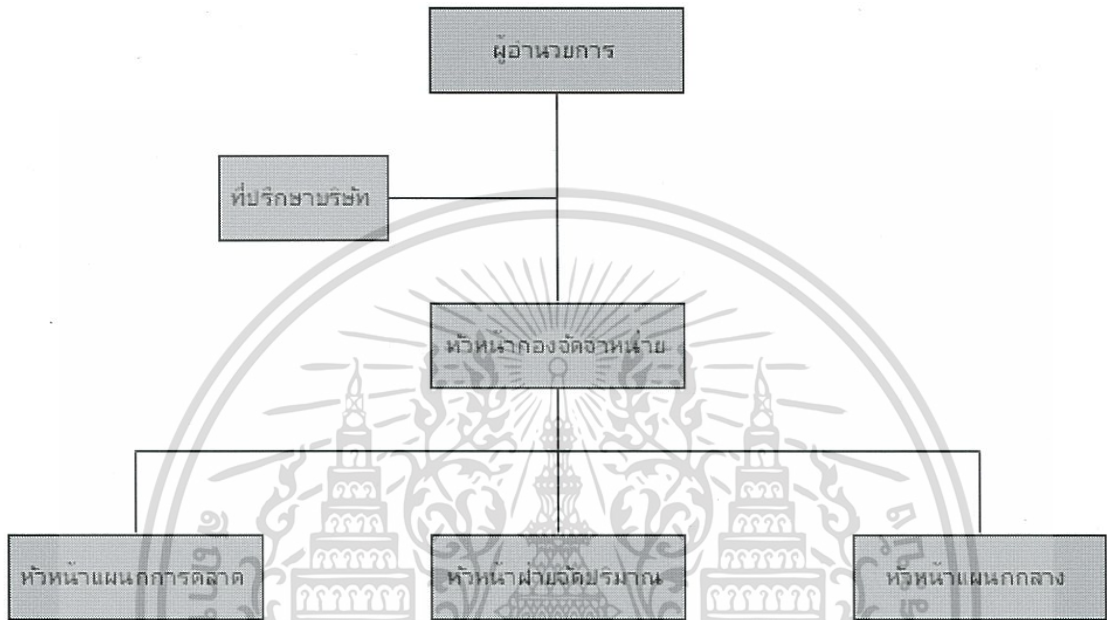 ผู้อำนวยการ
ที่ปรึกษาบริษัท
หัวหน้ากองจัดจำหน่าย
หัวหน้าแผนกการตลาด
หัวหน้าฝ่ายจัดปริมาณ
หัวหน้าแผนกกลาง